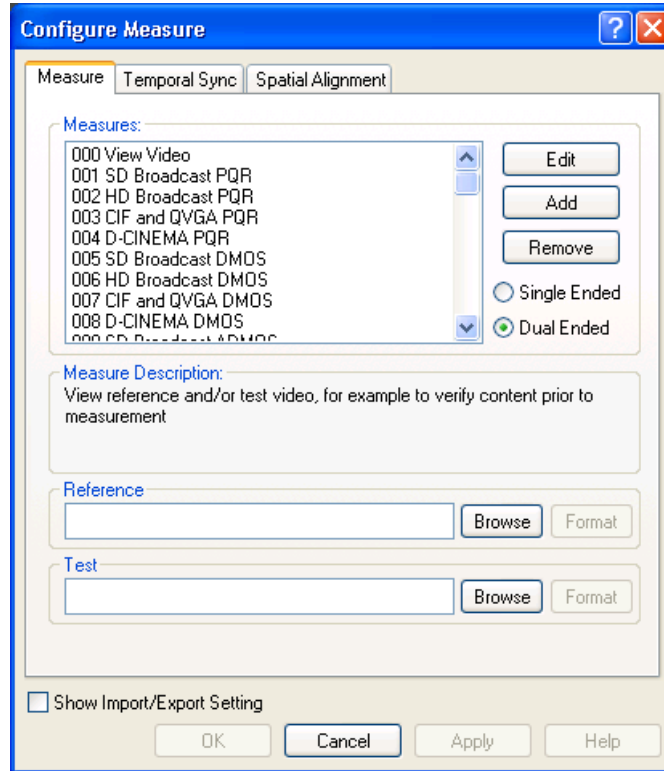 Configure Measure
Measure
Temporal Sync
Spatial Alignment
Measures:
000 View Video
001 SD Broadcast PQR
002 HD Broadcast PQR
003 CIF and QVGA PQR
004 D-CINEMA PQR
005 SD Broadcast DMOS
006 HD Broadcast DMOS
007 CIF and QVGA DMOS
008 D-CINEMA DMOS
009 SD Broadcast ADMOS
Edit
Add
Remove
Single Ended
Dual Ended
Measure Description:
View reference and/or test video, for example to verify content prior to
measurement
Reference
Browse
Format
Test
Browse
Format
Show Import/Export Setting
OK
Cancel
Apply
Help